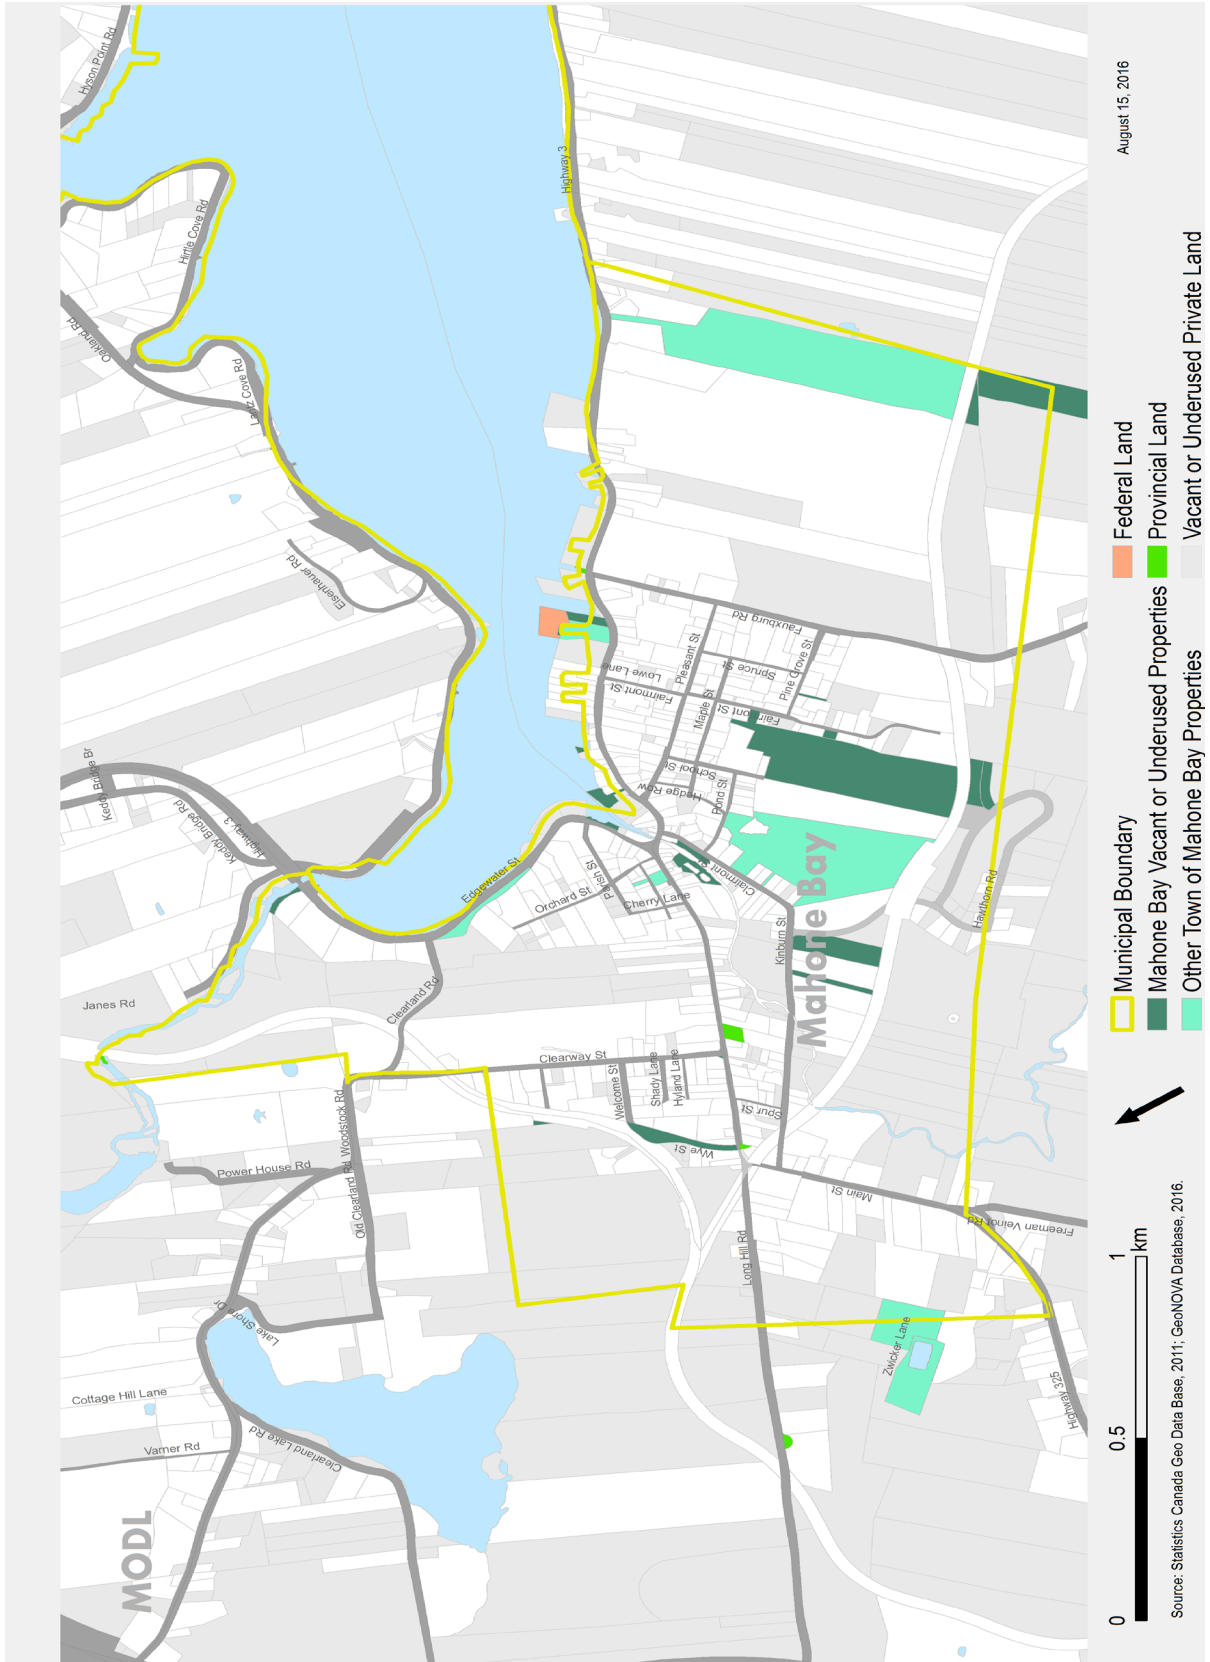 Hyson Point Rd
Hirtle Cove Rd
Oakland Rd
Lantz Cove Rd
Highway 3
Eisenhauer Rd
Keddy Bridge Br
Keddy Bridge Rd
Highway 3
Edgewater St
Clearland Rd
Janes Rd
Parish St
Orchard St
Cherry Lane
Clairmont St
Kinburn St
Pond St
Hedge Row
School St
Maple St
Fairmont St
Fairmont St
Lowe Lane
Pleasant St
Spruce St
Pine Grove St
Fauxburg Rd
Hawthorn Rd
Mahone Bay
Clearway St
Welcome St
Shady Lane
Hyland Lane
Spur St
Wye St
Main St
Long Hill Rd
Freeman Veinot Rd
Highway 325
Zwicker Lane
Woodstock Rd
Old Clearland Rd
Power House Rd
Lake Shore Dr
Clearland Lake Rd
Cottage Hill Lane
Varner Rd
MODL
0 0.5 1
km
Source: Statistics Canada Geo Data Base, 2011; GeoNOVA Database, 2016.
Municipal Boundary
Mahone Bay Vacant or Underused Properties
Other Town of Mahone Bay Properties
Federal Land
Provincial Land
Vacant or Underused Private Land
August 15, 2016